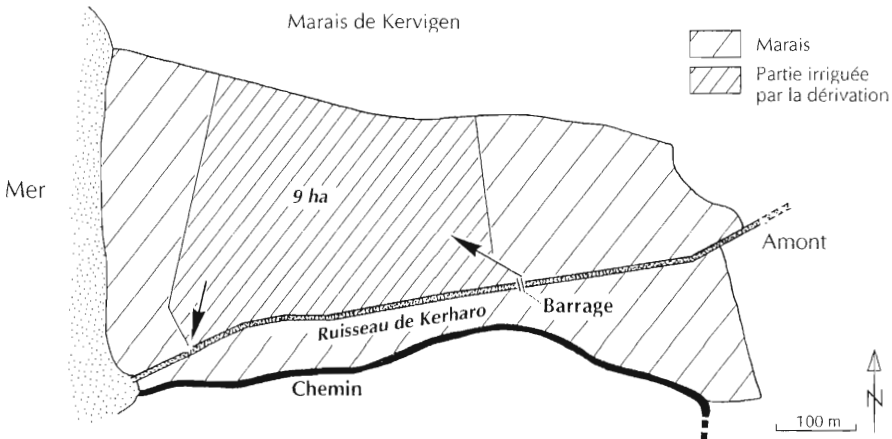 Marais de Kervigen
Marais
Partie irriguée
par la dérivation
Mer
9 ha
Amont
Barrage
Ruisseau de Kerharo
Chemin
N
100 m